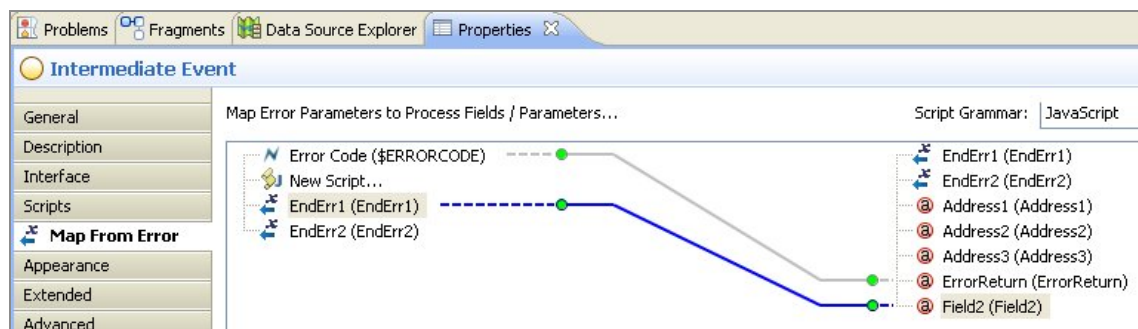 Problems Fragments Data Source Explorer Properties
Intermediate Event
General
Description
Interface
Scripts
Map From Error
Appearance
Extended
Advanced
Map Error Parameters to Process Fields / Parameters...
Script Grammar: JavaScript
Error Code ($ERRORCODE)
New Script...
EndErr1 (EndErr1)
EndErr2 (EndErr2)
EndErr1 (EndErr1)
EndErr2 (EndErr2)
Address1 (Address1)
Address2 (Address2)
Address3 (Address3)
ErrorReturn (ErrorReturn)
Field2 (Field2)